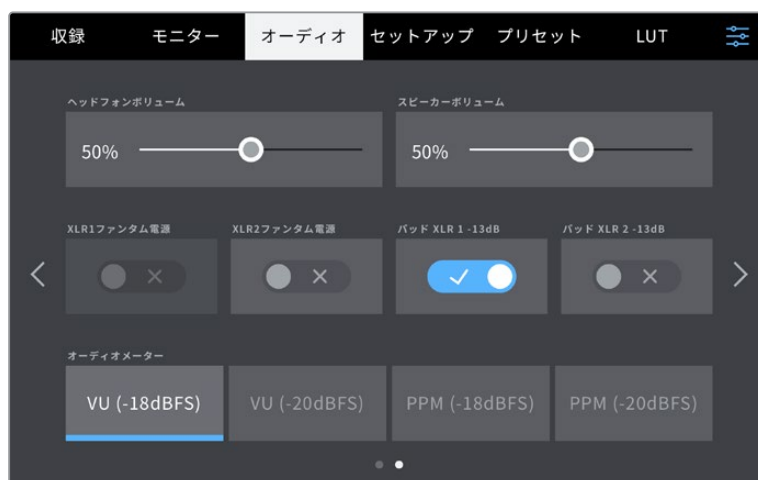 収録 モニター オーディオ セットアップ プリセット LUT
ヘッドフォンボリューム スピーカーボリューム
50% 50%
XLR1ファンタム電源 XLR2ファンタム電源 パッド XLR 1 -13dB パッド XLR 2 -13dB
オーディオメーター
VU (-18dBFS) VU (-20dBFS) PPM (-18dBFS) PPM (-20dBFS)